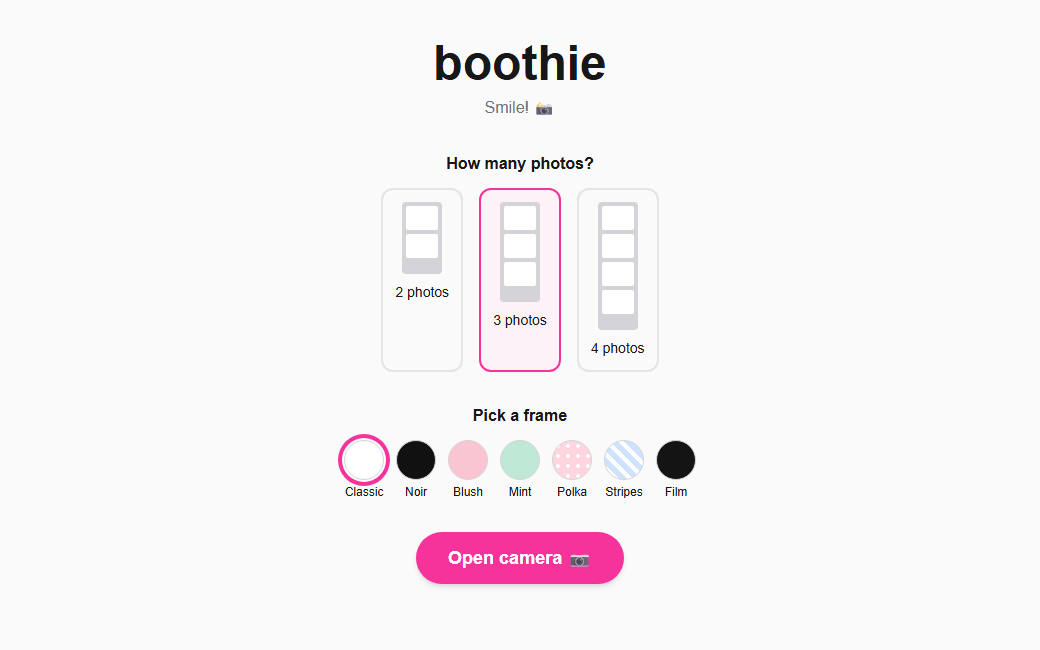 boothie
Smile! 📷
How many photos?
2 photos
3 photos
4 photos
Pick a frame
Classic
Noir
Blush
Mint
Polka
Stripes
Film
Open camera 📷